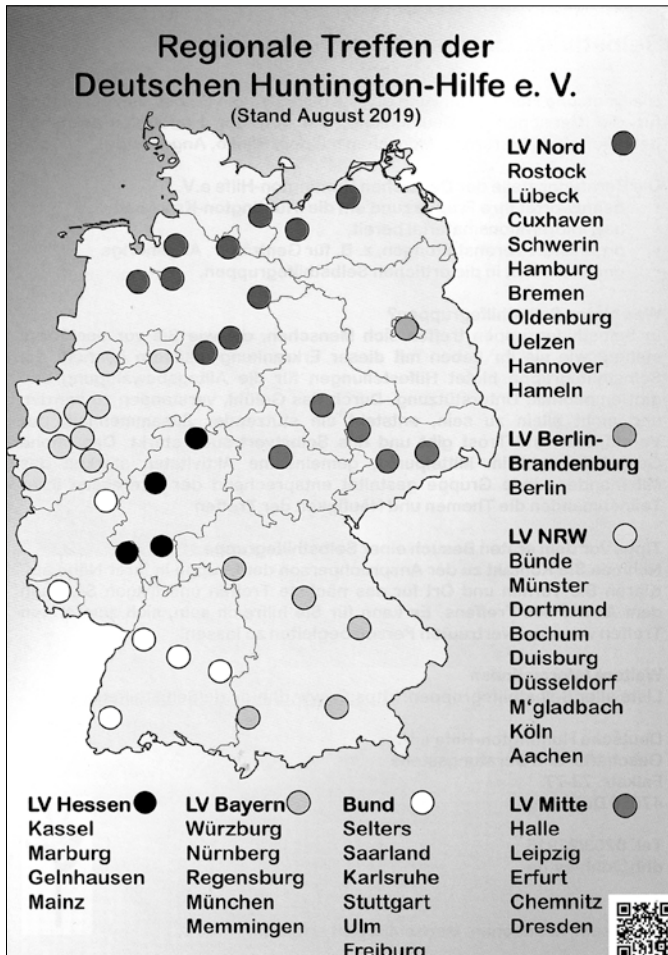 Regionale Treffen der
Deutschen Huntington-Hilfe e. V.
(Stand August 2019)
LV Nord
Rostock
Lübeck
Cuxhaven
Schwerin
Hamburg
Bremen
Oldenburg
Uelzen
Hannover
Hameln
LV Berlin-
Brandenburg
Berlin
LV NRW
Bünde
Münster
Dortmund
Bochum
Duisburg
Düsseldorf
M'gladbach
Köln
Aachen
LV Hessen
Kassel
Marburg
Gelnhausen
Mainz
LV Bayern
Würzburg
Nürnberg
Regensburg
München
Memmingen
Bund
Selters
Saarland
Karlsruhe
Stuttgart
Ulm
Freiburg
LV Mitte
Halle
Leipzig
Erfurt
Chemnitz
Dresden